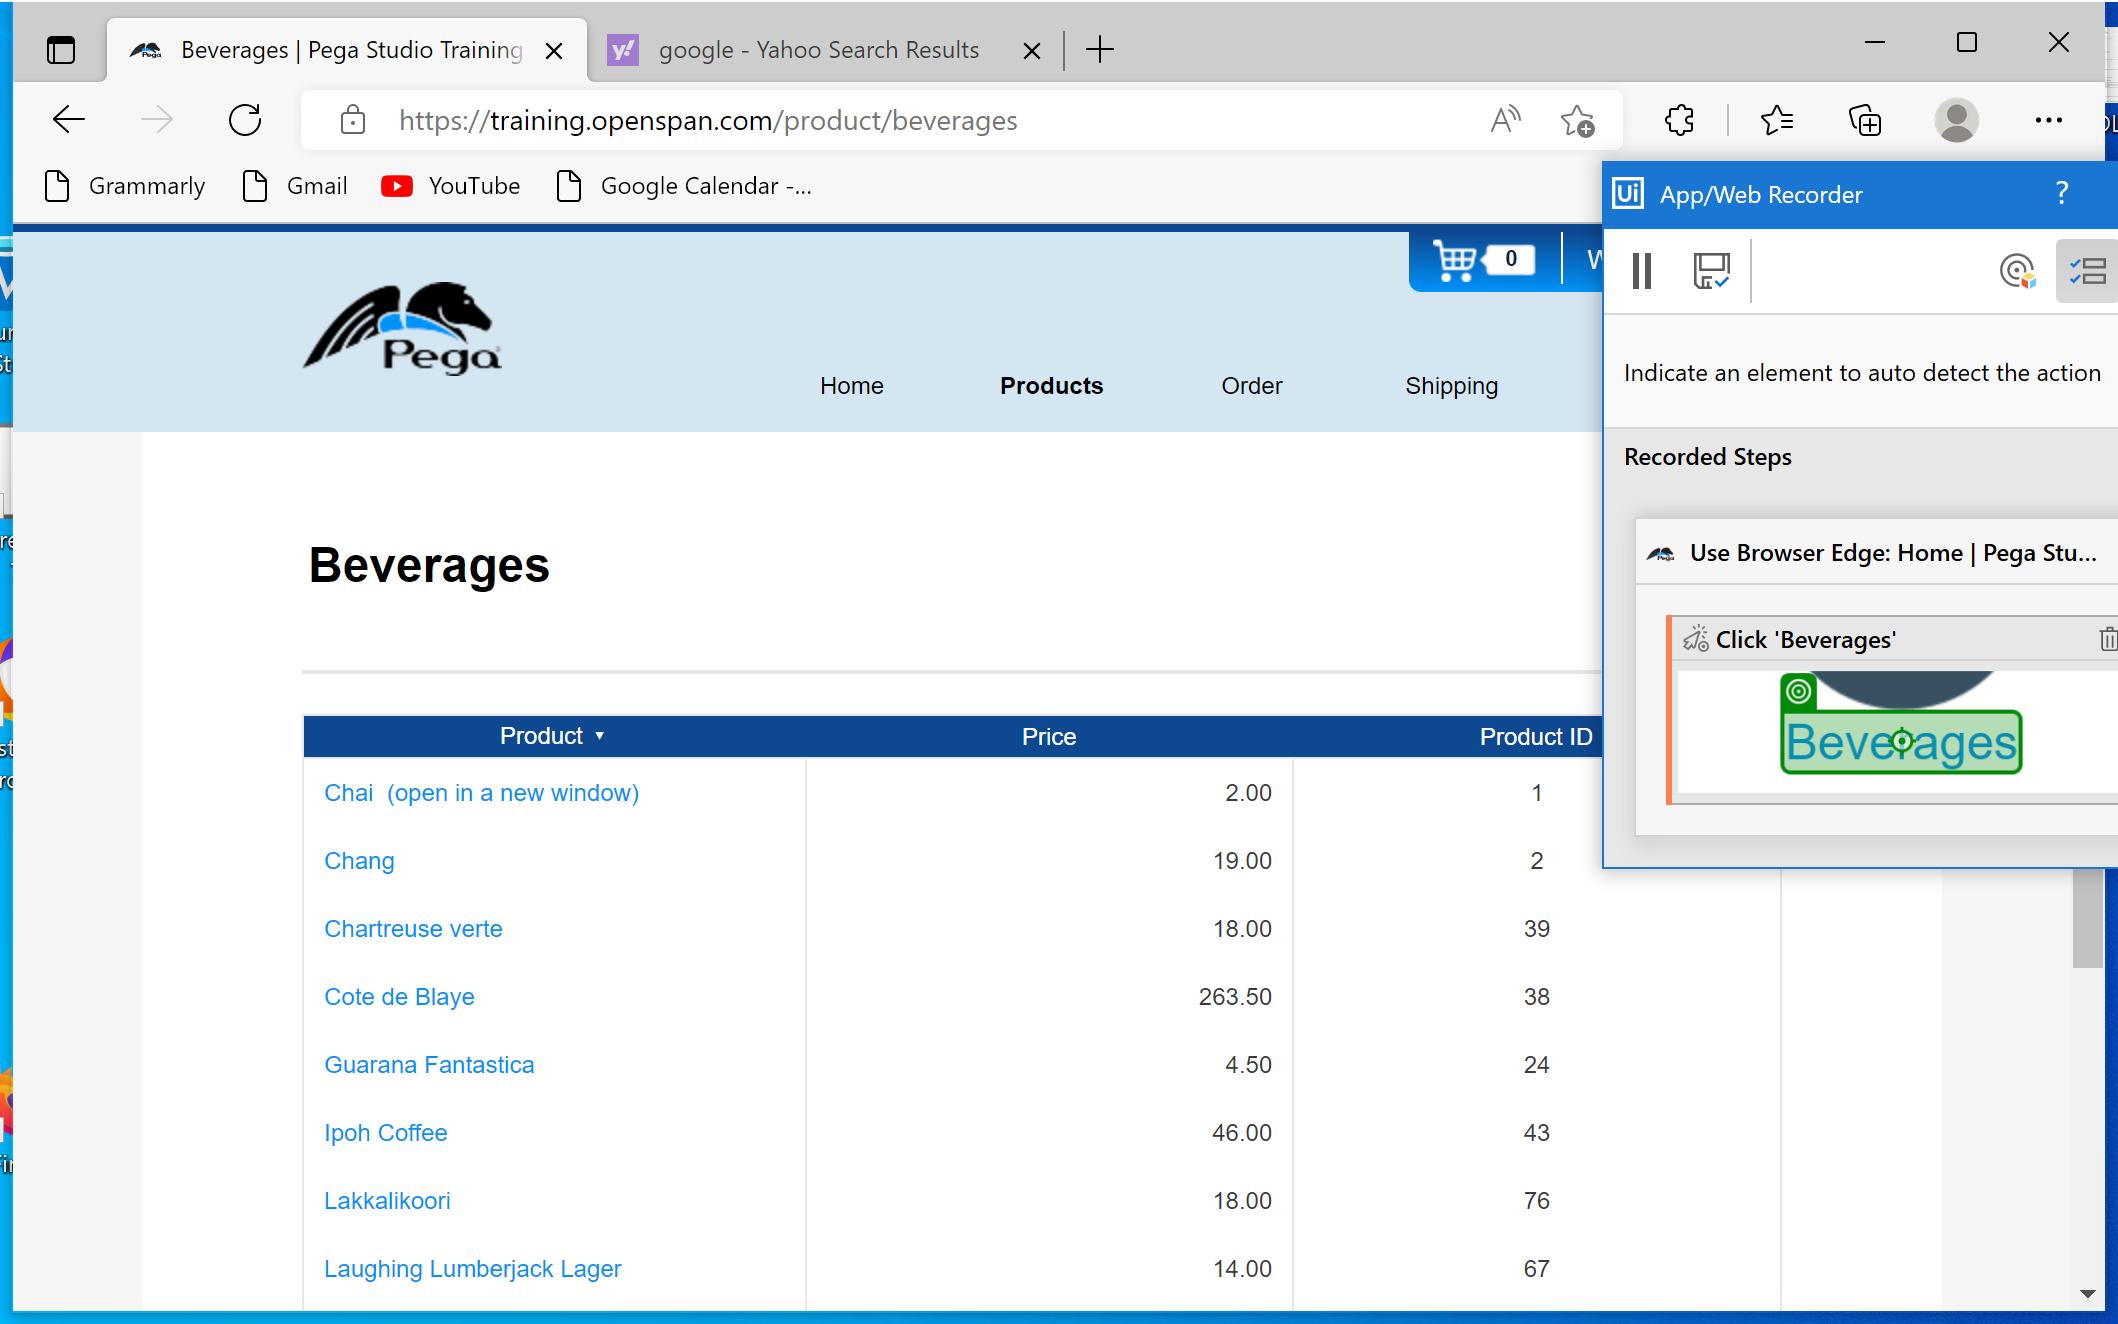 Beverages | Pega Studio Training
google - Yahoo Search Results
https://training.openspan.com/product/beverages
Grammarly
Gmail
YouTube
Google Calendar -...
App/Web Recorder
?
0
Pega
Home
Products
Order
Shipping
Indicate an element to auto detect the action
Recorded Steps
Use Browser Edge: Home | Pega Stu...
Click 'Beverages'
Beverages
Beverages
Product ▼ Price Product ID
Chai (open in a new window) 2.00 1
Chang 19.00 2
Chartreuse verte 18.00 39
Cote de Blaye 263.50 38
Guarana Fantastica 4.50 24
Ipoh Coffee 46.00 43
Lakkalikoori 18.00 76
Laughing Lumberjack Lager 14.00 67